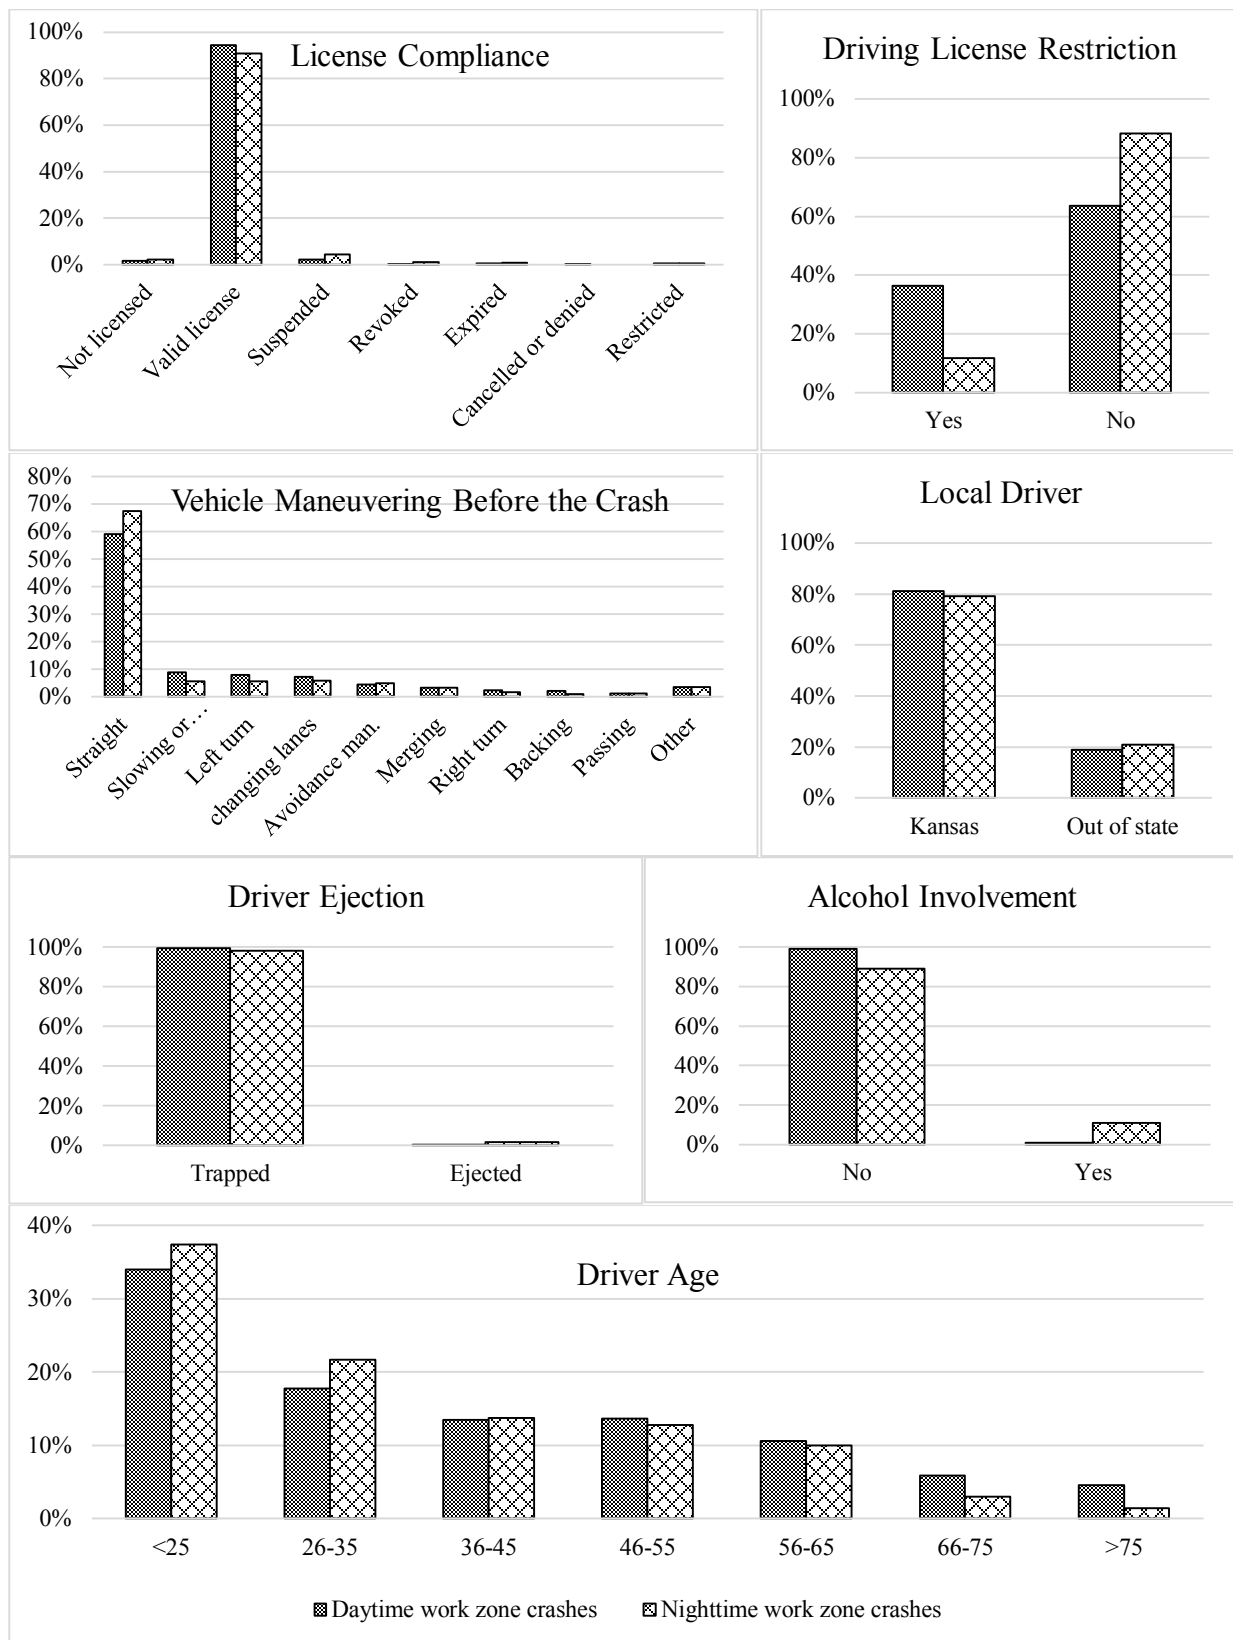 License Compliance
100%
80%
60%
40%
20%
0%
Not licensed
Valid license
Suspended
Revoked
Expired
Cancelled or denied
Restricted
Driving License Restriction
100%
80%
60%
40%
20%
0%
Yes No
Vehicle Maneuvering Before the Crash
80%
70%
60%
50%
40%
30%
20%
10%
0%
Straight
Slowing or…
Left turn
changing lanes
Avoidance man.
Merging
Right turn
Backing
Passing
Other
Local Driver
100%
80%
60%
40%
20%
0%
Kansas Out of state
Driver Ejection
100%
80%
60%
40%
20%
0%
Trapped Ejected
Alcohol Involvement
100%
80%
60%
40%
20%
0%
No Yes
Driver Age
40%
30%
20%
10%
0%
<25 26-35 36-45 46-55 56-65 66-75 >75
Daytime work zone crashes Nighttime work zone crashes